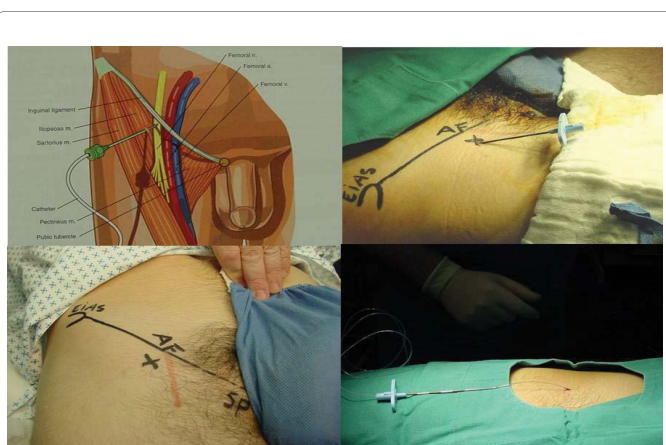 Femoral n.
Femoral a.
Femoral v.
Inguinal ligament
Iliopsoas m.
Sartorius m.
Catheter
Pectineus m.
Pubic tubercle
EiAS
AF
X
EiAS
AF
X
SP